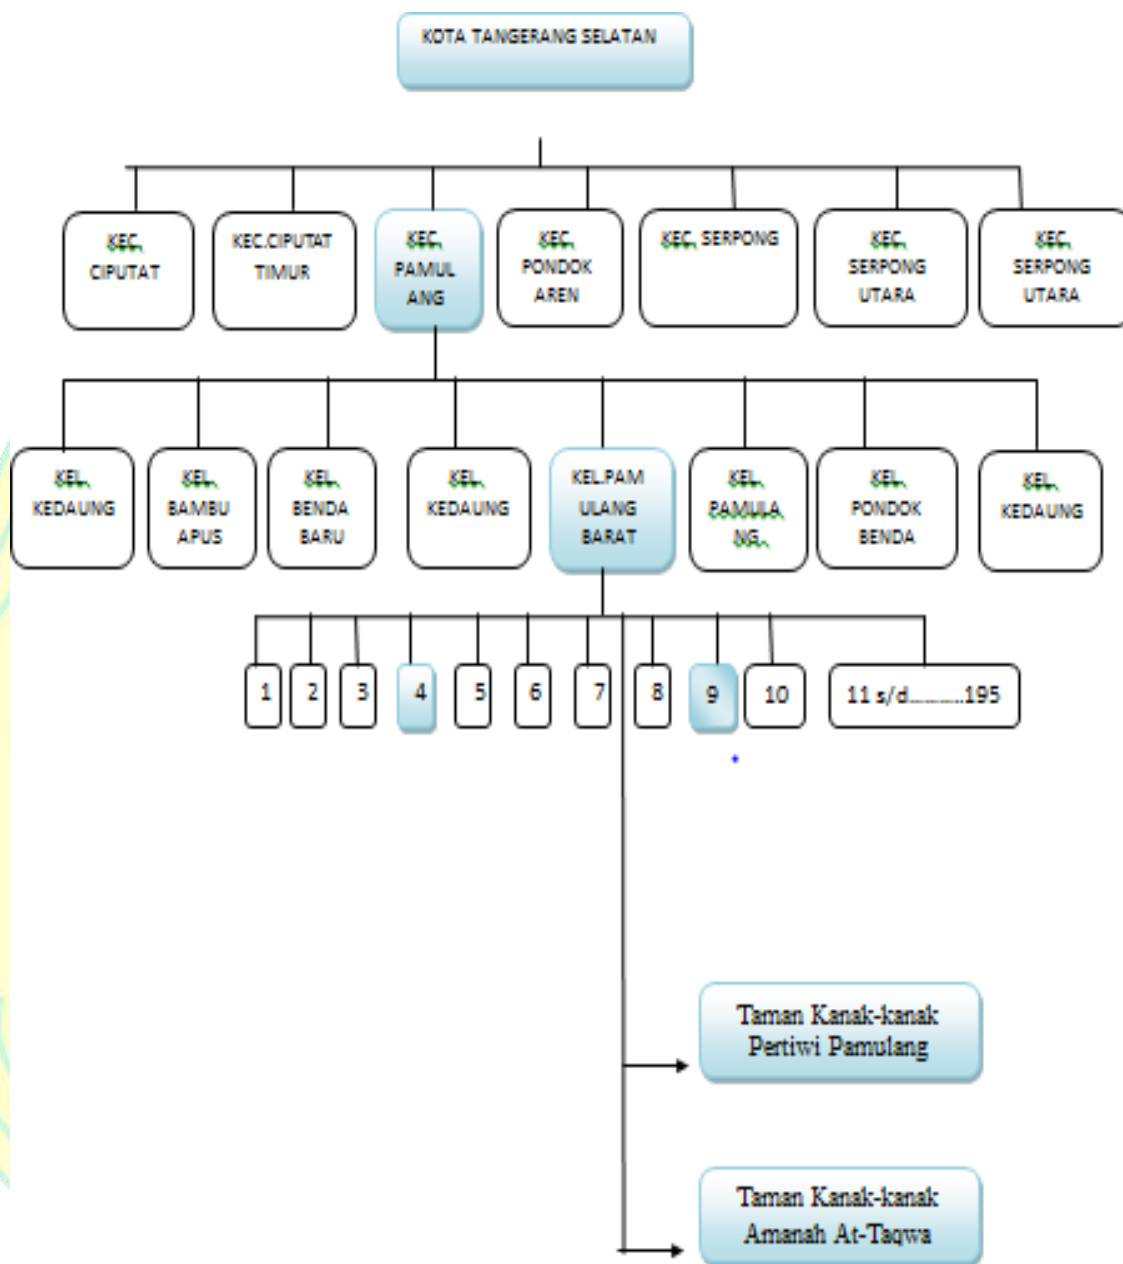 KOTA TANGERANG SELATAN
KEC.
CIPUTAT
KEC.CIPUTAT
TIMUR
KEC.
PAMUL
ANG
KEC.
PONDOK
AREN
KEC. SERPONG
KEC.
SERPONG
UTARA
KEC.
SERPONG
UTARA
KEL.
KEDAUNG
KEL.
BAMBU
APUS
KEL.
BENDA
BARU
KEL.
KEDAUNG
KEL.PAM
ULANG
BARAT
KEL.
PAMULA
NG.
KEL.
PONDOK
BENDA
KEL.
KEDAUNG
1
2
3
4
5
6
7
8
9
10
11 s/d...........195
Taman Kanak-kanak
Pertiwi Pamulang
Taman Kanak-kanak
Amanah At-Taqwa